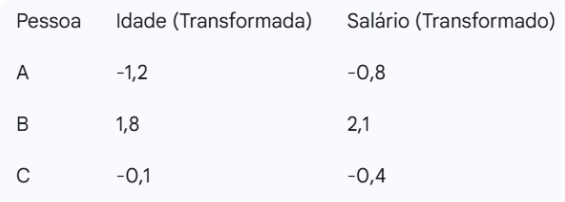 Pessoa Idade (Transformada) Salário (Transformado)
A -1,2 -0,8
B 1,8 2,1
C -0,1 -0,4